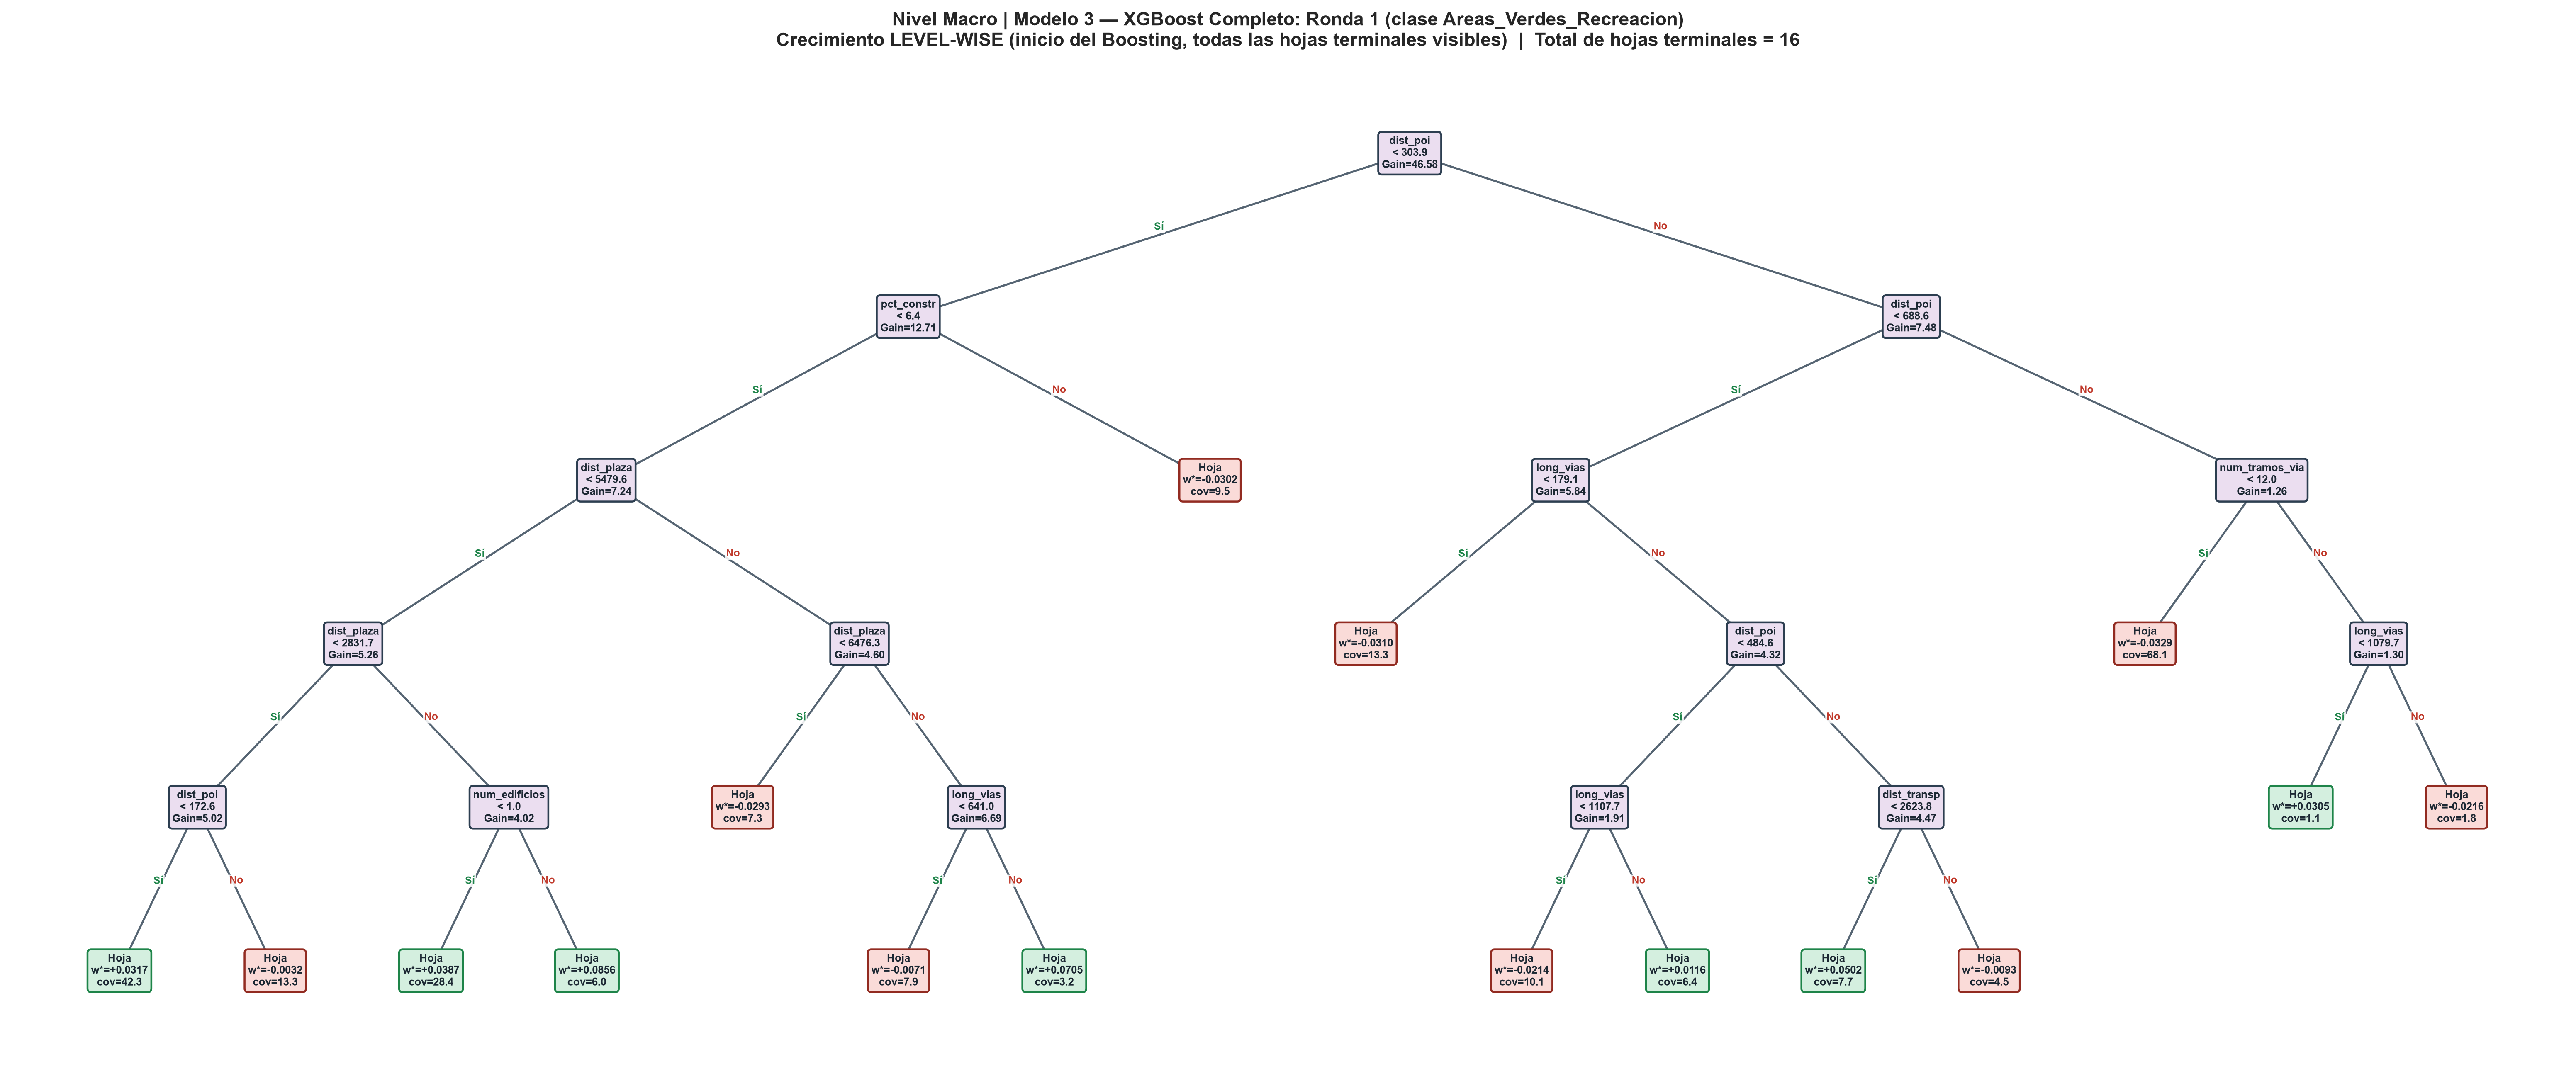 Nivel Macro | Modelo 3 — XGBoost Completo: Ronda 1 (clase Areas_Verdes_Recreacion)
Crecimiento LEVEL-WISE (inicio del Boosting, todas las hojas terminales visibles) | Total de hojas terminales = 16
dist_poi
< 303.9
Gain=46.58
Sí
No
pct_constr
< 6.4
Gain=12.71
dist_poi
< 688.6
Gain=7.48
Sí
No
Sí
No
dist_plaza
< 5479.6
Gain=7.24
Hoja
w*=-0.0302
cov=9.5
long_vias
< 179.1
Gain=5.84
num_tramos_via
< 12.0
Gain=1.26
Sí
No
Sí
No
Sí
No
dist_plaza
< 2831.7
Gain=5.26
dist_plaza
< 6476.3
Gain=4.60
Hoja
w*=-0.0310
cov=13.3
dist_poi
< 484.6
Gain=4.32
Hoja
w*=-0.0329
cov=68.1
long_vias
< 1079.7
Gain=1.30
Sí
No
Sí
No
Sí
No
Sí
No
dist_poi
< 172.6
Gain=5.02
num_edificios
< 1.0
Gain=4.02
Hoja
w*=-0.0293
cov=7.3
long_vias
< 641.0
Gain=6.69
long_vias
< 1107.7
Gain=1.91
dist_transp
< 2623.8
Gain=4.47
Hoja
w*=+0.0305
cov=1.1
Hoja
w*=-0.0216
cov=1.8
Sí
No
Sí
No
Sí
No
Sí
No
Sí
No
Hoja
w*=+0.0317
cov=42.3
Hoja
w*=-0.0032
cov=13.3
Hoja
w*=+0.0387
cov=28.4
Hoja
w*=+0.0856
cov=6.0
Hoja
w*=-0.0071
cov=7.9
Hoja
w*=+0.0705
cov=3.2
Hoja
w*=-0.0214
cov=10.1
Hoja
w*=+0.0116
cov=6.4
Hoja
w*=+0.0502
cov=7.7
Hoja
w*=-0.0093
cov=4.5